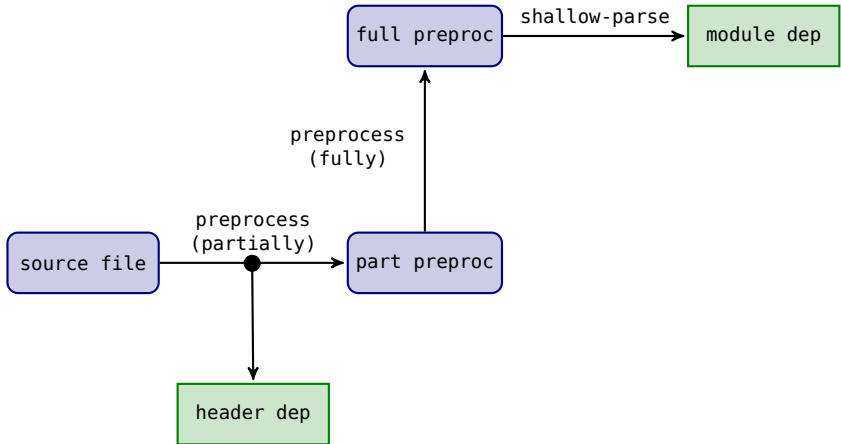 full preproc
shallow-parse
module dep
preprocess
(fully)
preprocess
(partially)
source file
part preproc
header dep